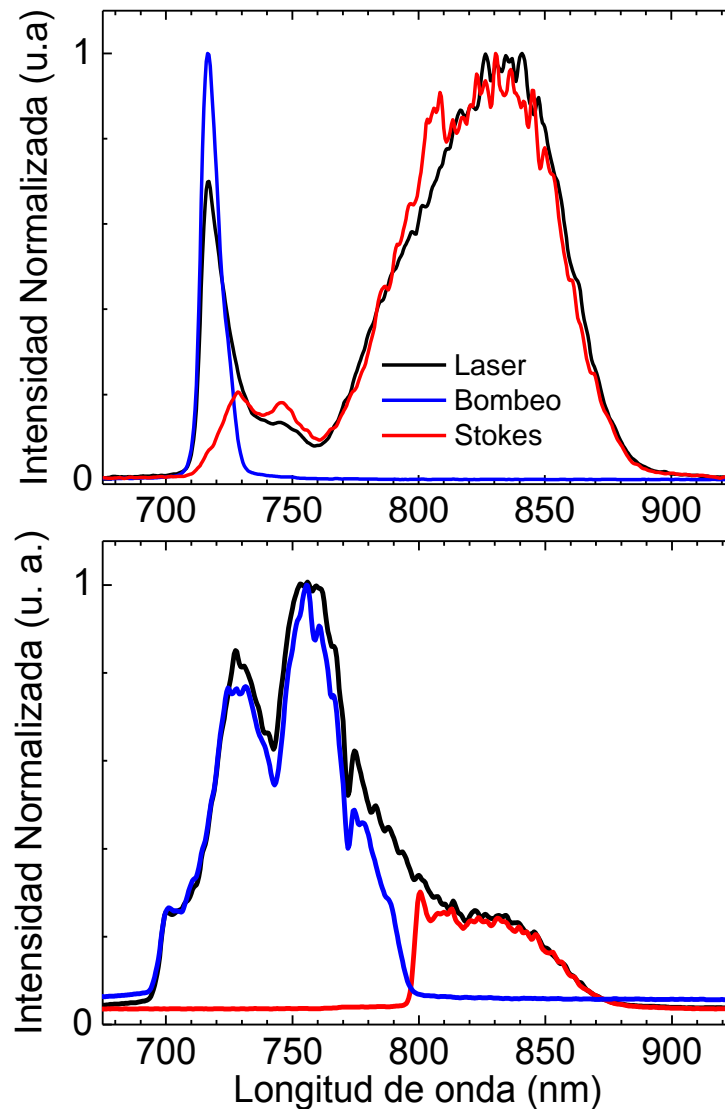 Intensidad Normalizada (u.a)
1
0
Laser
Bombeo
Stokes
700 750 800 850 900
Intensidad Normalizada (u. a.)
1
0
700 750 800 850 900
Longitud de onda (nm)